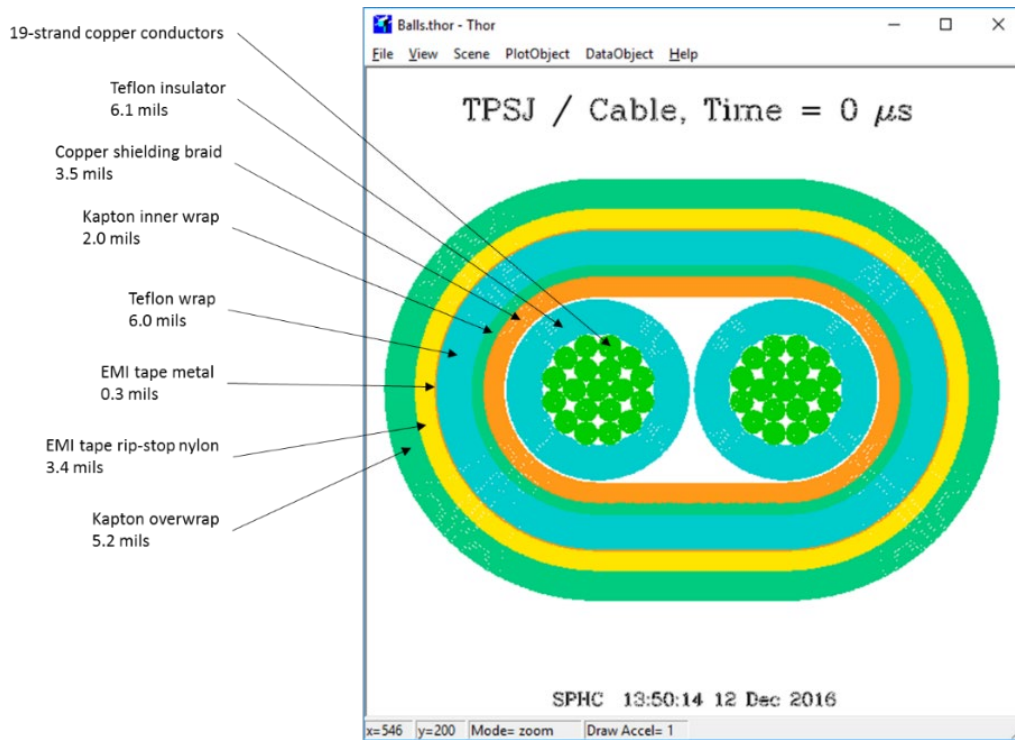 19-strand copper conductors
Teflon insulator
6.1 mils
Copper shielding braid
3.5 mils
Kapton inner wrap
2.0 mils
Teflon wrap
6.0 mils
EMI tape metal
0.3 mils
EMI tape rip-stop nylon
3.4 mils
Kapton overwrap
5.2 mils
Balls.thor - Thor
File View Scene PlotObject DataObject Help
TPSJ / Cable, Time = 0 μs
SPHC 13:50:14 12 Dec 2016
x=546 y=200 Mode= zoom Draw Accel= 1